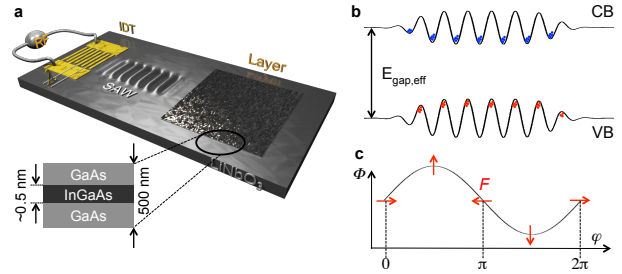 a
IDT
RF
SAW
Layer
LiNbO3
GaAs
InGaAs
GaAs
~0.5 nm
500 nm
b
CB
Egap,eff
VB
c
Φ
F
φ
0
π
2π